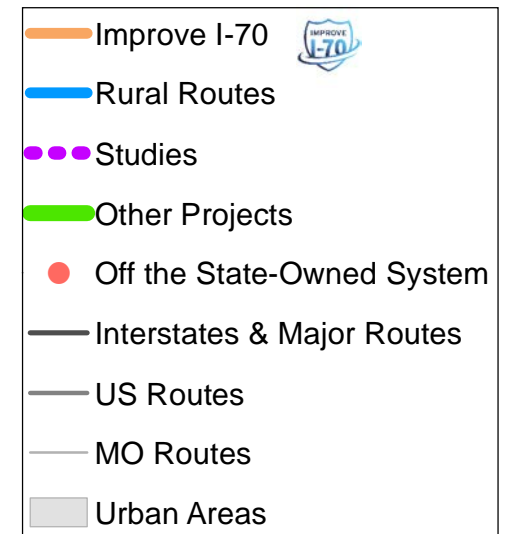 Improve I-70
IMPROVE
I-70
Rural Routes
Studies
Other Projects
Off the State-Owned System
Interstates & Major Routes
US Routes
MO Routes
Urban Areas